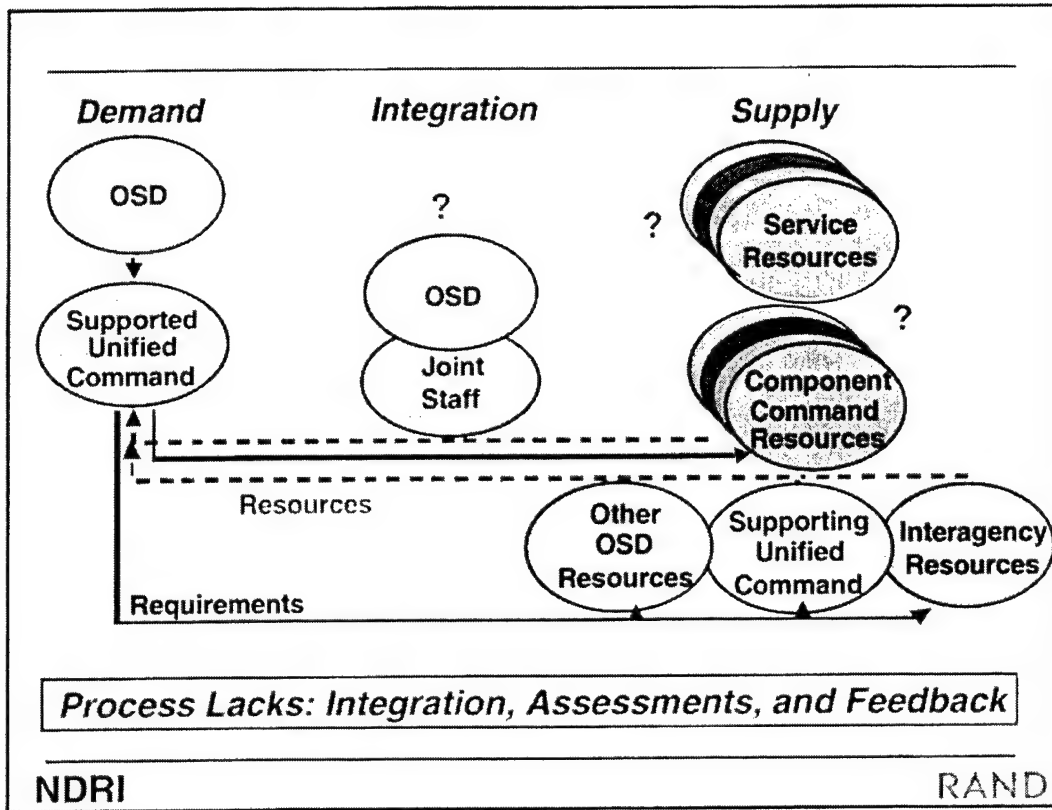 Demand
Integration
Supply
OSD
?
?
Service
Resources
OSD
Supported
Unified
Command
?
Joint
Staff
Component
Command
Resources
Resources
Other
OSD
Resources
Supporting
Unified
Command
Interagency
Resources
Requirements
Process Lacks: Integration, Assessments, and Feedback
NDRI
RAND